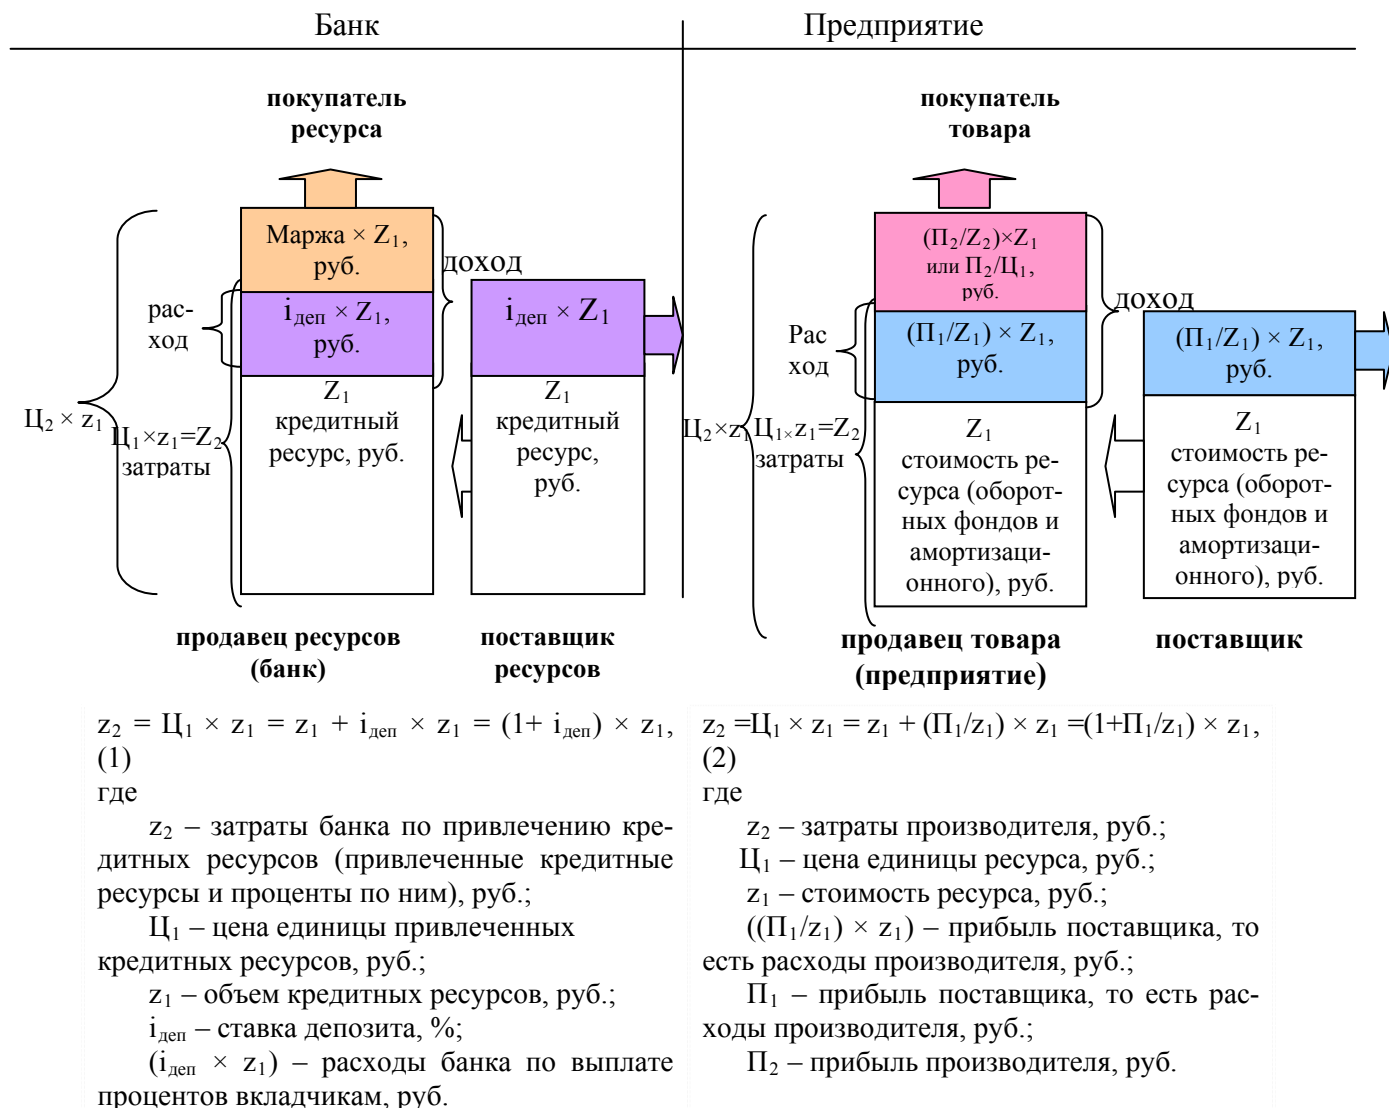 Банк
Предприятие
покупатель
ресурса
Маржа × Z₁,
руб.
доход
рас-
ход
i_деп × Z₁,
руб.
i_деп × Z₁
Z₁
кредитный
ресурс, руб.
Z₁
кредитный
ресурс,
руб.
Ц₂ × z₁
Ц₁×z₁=Z₂
затраты
продавец ресурсов
(банк)
поставщик
ресурсов
покупатель
товара
(П₂/Z₂)×Z₁
или П₂/Ц₁,
руб.
доход
Рас
ход
(П₁/Z₁) × Z₁,
руб.
(П₁/Z₁) × Z₁,
руб.
Ц₂×z₁
Ц₁×z₁=Z₂
затраты
Z₁
стоимость ре-
сурса (оборот-
ных фондов и
амортизаци-
онного), руб.
Z₁
стоимость ре-
сурса (оборот-
ных фондов и
амортизаци-
онного), руб.
продавец товара
(предприятие)
поставщик
z₂ = Ц₁ × z₁ = z₁ + i_деп × z₁ = (1+ i_деп) × z₁,
(1)
где
z₂ – затраты банка по привлечению кре-
дитных ресурсов (привлеченные кредитные
ресурсы и проценты по ним), руб.;
Ц₁ – цена единицы привлеченных
кредитных ресурсов, руб.;
z₁ – объем кредитных ресурсов, руб.;
i_деп – ставка депозита, %;
(i_деп × z₁) – расходы банка по выплате
процентов вкладчикам, руб.
z₂ =Ц₁ × z₁ = z₁ + (П₁/z₁) × z₁ =(1+П₁/z₁) × z₁,
(2)
где
z₂ – затраты производителя, руб.;
Ц₁ – цена единицы ресурса, руб.;
z₁ – стоимость ресурса, руб.;
((П₁/z₁) × z₁) – прибыль поставщика, то
есть расходы производителя, руб.;
П₁ – прибыль поставщика, то есть рас-
ходы производителя, руб.;
П₂ – прибыль производителя, руб.